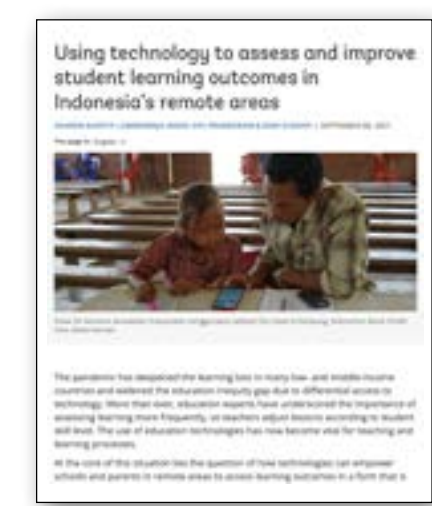 Using technology to assess and improve
student learning outcomes in
Indonesia's remote areas
The pandemic has deepened the learning loss in many low- and middle-income
countries and widened the education inequity gap due to differential access to
technology. More than ever, education experts have underscored the importance of
assessing learning more frequently, so teachers adjust lessons according to student
skill level. The use of education technologies has now become vital for teaching and
learning processes.
At the core of this situation lies the question of how technologies can empower
schools and parents in remote areas to assess learning outcomes in a form that is